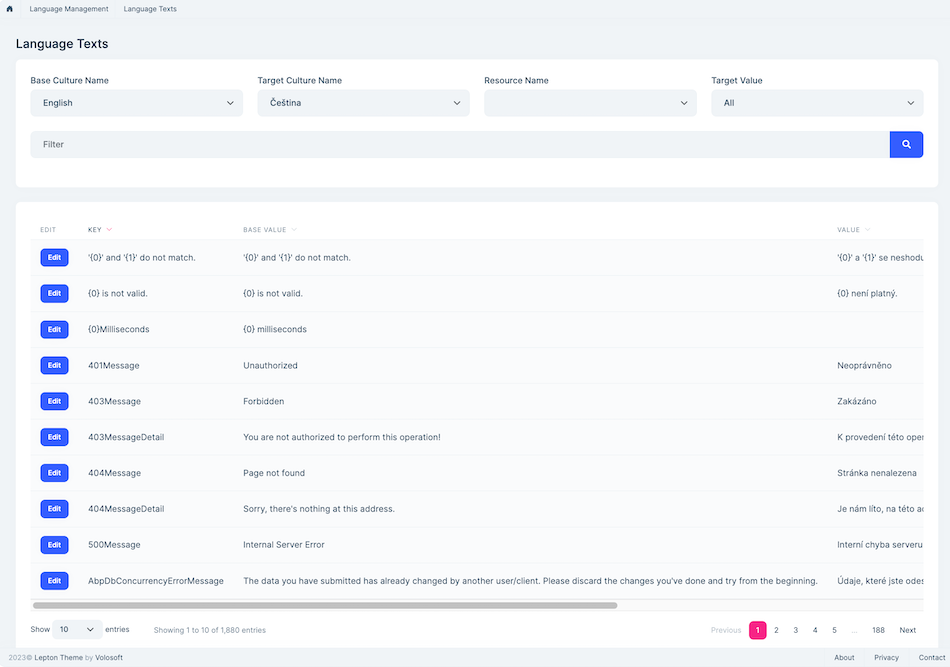 Language Management Language Texts
Language Texts
Base Culture Name Target Culture Name Resource Name Target Value
English Čeština All
Filter
EDIT KEY BASE VALUE VALUE
Edit '{0}' and '{1}' do not match. '{0}' and '{1}' do not match. '{0}' a '{1}' se neshodu
Edit {0} is not valid. {0} is not valid. {0} není platný.
Edit {0}Milliseconds {0} milliseconds
Edit 401Message Unauthorized Neoprávněno
Edit 403Message Forbidden Zakázáno
Edit 403MessageDetail You are not authorized to perform this operation! K provedení této oper
Edit 404Message Page not found Stránka nenalezena
Edit 404MessageDetail Sorry, there's nothing at this address. Je nám líto, na této ad
Edit 500Message Internal Server Error Interní chyba serveru
Edit AbpDbConcurrencyErrorMessage The data you have submitted has already changed by another user/client. Please discard the changes you've done and try from the beginning. Údaje, které jste odes
Show 10 entries Showing 1 to 10 of 1,880 entries Previous 1 2 3 4 5 ... 188 Next
2023© Lepton Theme by Volosoft About Privacy Contact